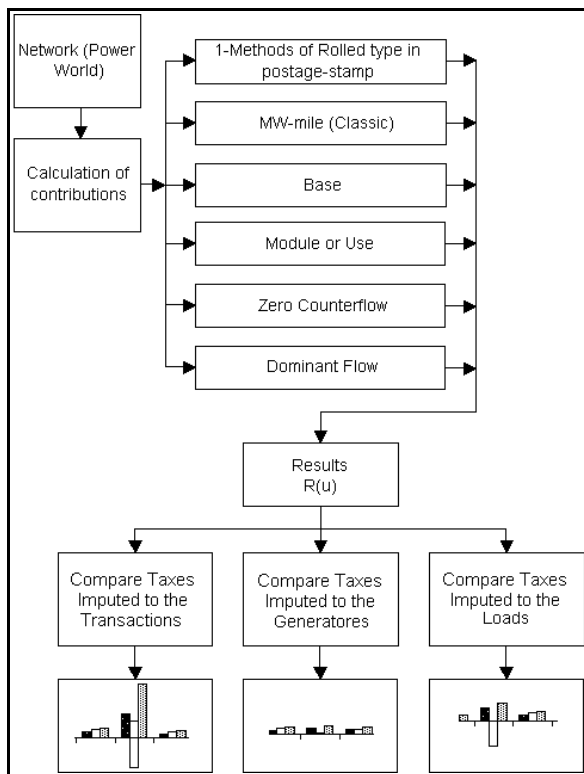 Network (Power
World)
Calculation of
contributions
1-Methods of Rolled type in
postage-stamp
MW-mile (Classic)
Base
Module or Use
Zero Counterflow
Dominant Flow
Results
R(u)
Compare Taxes
Imputed to the
Transactions
Compare Taxes
Imputed to the
Generatores
Compare Taxes
Imputed to the
Loads